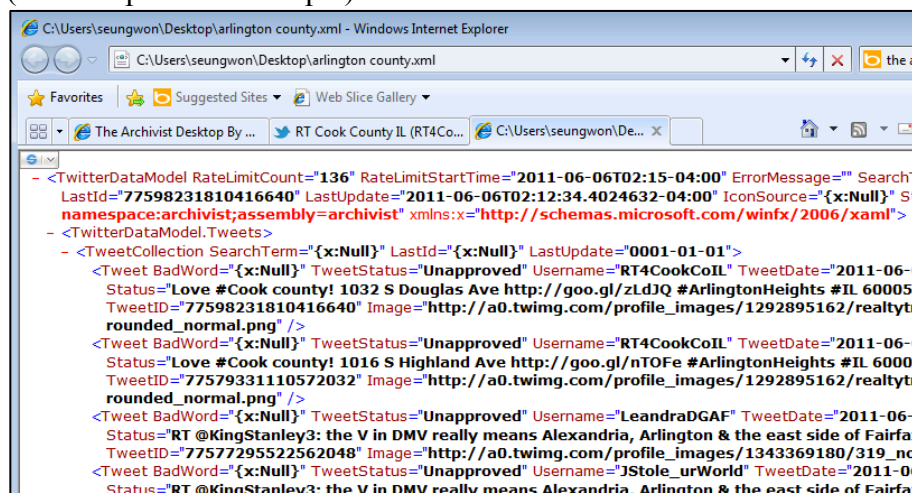 C:\Users\seungwon\Desktop\arlington county.xml - Windows Internet Explorer
C:\Users\seungwon\Desktop\arlington county.xml
the a
Favorites Suggested Sites Web Slice Gallery
The Archivist Desktop By ... RT Cook County IL (RT4Co... C:\Users\seungwon\De... X
- <TwitterDataModel RateLimitCount="136" RateLimitStartTime="2011-06-06T02:15-04:00" ErrorMessage="" Search
LastId="77598231810416640" LastUpdate="2011-06-06T02:12:34.4024632-04:00" IconSource="{x:Null}" S
namespace:archivist;assembly=archivist" xmlns:x="http://schemas.microsoft.com/winfx/2006/xaml">
- <TwitterDataModel.Tweets>
- <TweetCollection SearchTerm="{x:Null}" LastId="{x:Null}" LastUpdate="0001-01-01">
<Tweet BadWord="{x:Null}" TweetStatus="Unapproved" Username="RT4CookCoIL" TweetDate="2011-06-
Status="Love #Cook county! 1032 S Douglas Ave http://goo.gl/zLdJQ #ArlingtonHeights #IL 60005
TweetID="77598231810416640" Image="http://a0.twimg.com/profile_images/1292895162/realtyt
rounded_normal.png" />
<Tweet BadWord="{x:Null}" TweetStatus="Unapproved" Username="RT4CookCoIL" TweetDate="2011-06-
Status="Love #Cook county! 1016 S Highland Ave http://goo.gl/nTOFe #ArlingtonHeights #IL 6000
TweetID="77579331110572032" Image="http://a0.twimg.com/profile_images/1292895162/realtyt
rounded_normal.png" />
<Tweet BadWord="{x:Null}" TweetStatus="Unapproved" Username="LeandraDGAF" TweetDate="2011-06-
Status="RT @KingStanley3: the V in DMV really means Alexandria, Arlington & the east side of Fairfa
TweetID="77577295522562048" Image="http://a0.twimg.com/profile_images/1343369180/319_no
<Tweet BadWord="{x:Null}" TweetStatus="Unapproved" Username="JStole_urWorld" TweetDate="2011-0
Status="RT @KingStanley3: the V in DMV really means Alexandria, Arlington & the east side of Fairfa